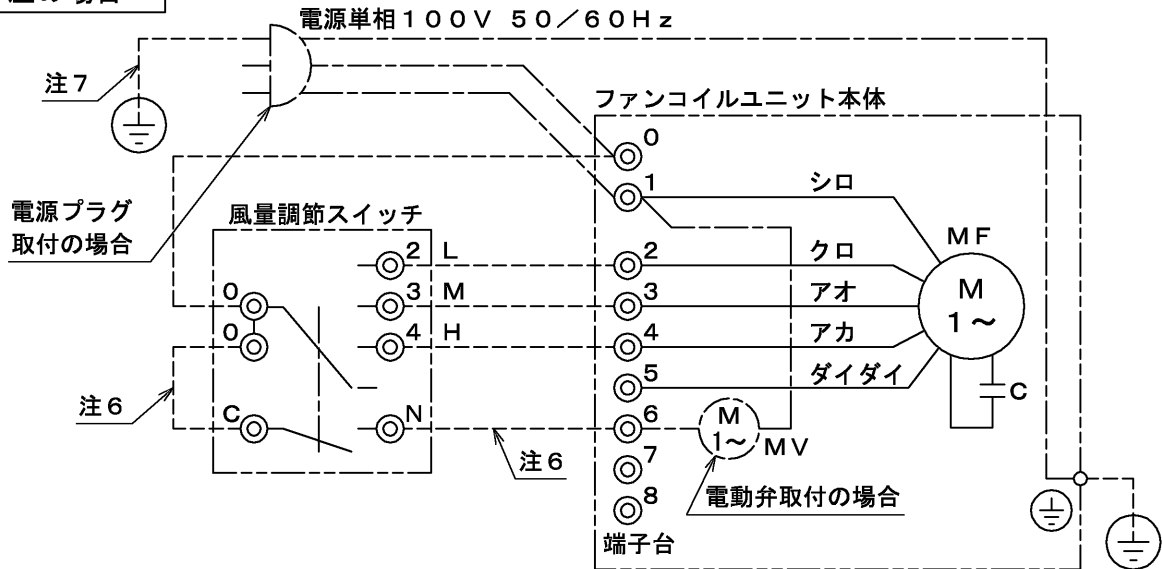 の場合
電源単相100V 50/60Hz
注7
ファンコイルユニット本体
電源プラグ
取付の場合
風量調節スイッチ
0
1
シロ
MF
2 L
2
クロ
M
1~
0
3 M
3
アオ
0
4 H
4
アカ
5
ダイダイ
C
注6
C
N
6
M
1~
MV
注6
7
電動弁取付の場合
8
端子台